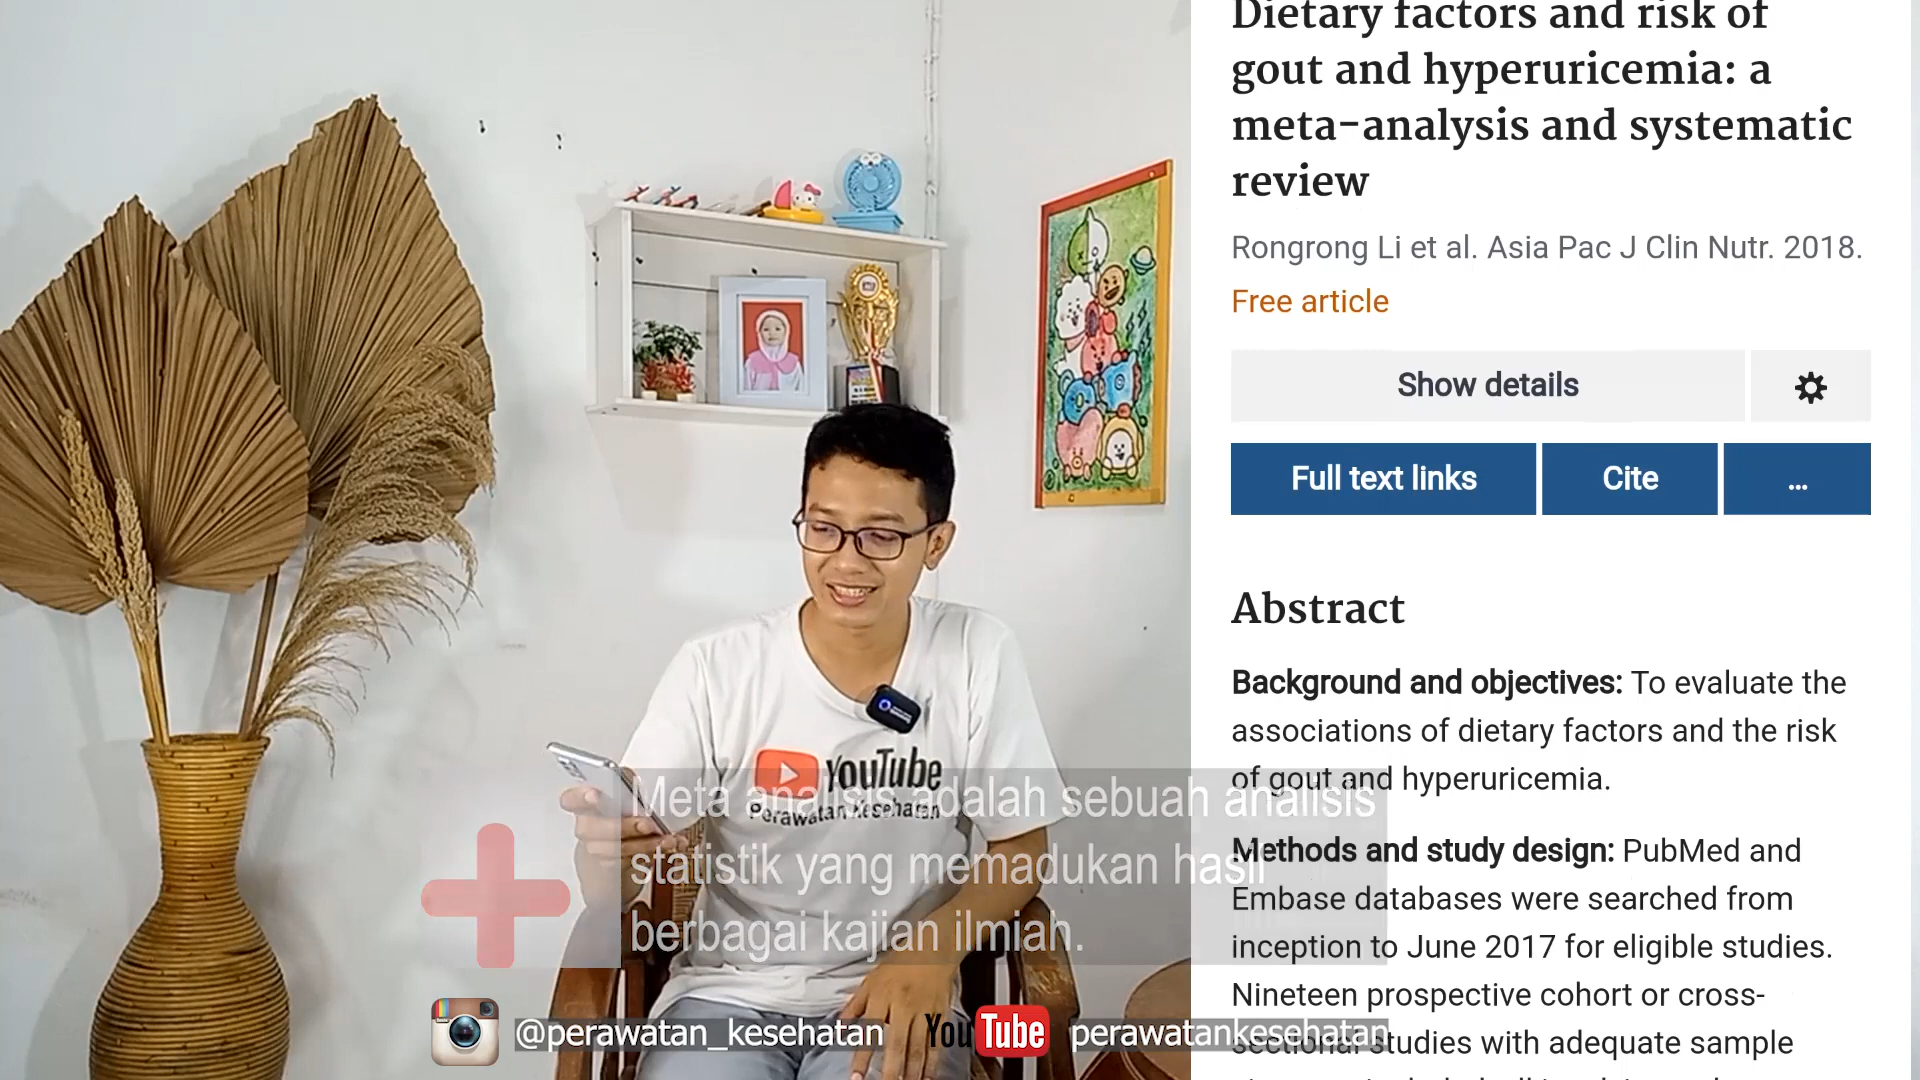 Dietary factors and risk of
gout and hyperuricemia: a
meta-analysis and systematic
review
Rongrong Li et al. Asia Pac J Clin Nutr. 2018.
Free article
Show details
Full text links
Cite
...
Abstract
Background and objectives: To evaluate the
associations of dietary factors and the risk
of gout and hyperuricemia.
Methods and study design: PubMed and
Embase databases were searched from
inception to June 2017 for eligible studies.
Nineteen prospective cohort or cross-
sectional studies with adequate sample
YouTube
Perawatan Kesehatan
Meta analisis adalah sebuah analisis
statistik yang memadukan hasil
berbagai kajian ilmiah.
@perawatan_kesehatan
YouTube
perawatankesehatan